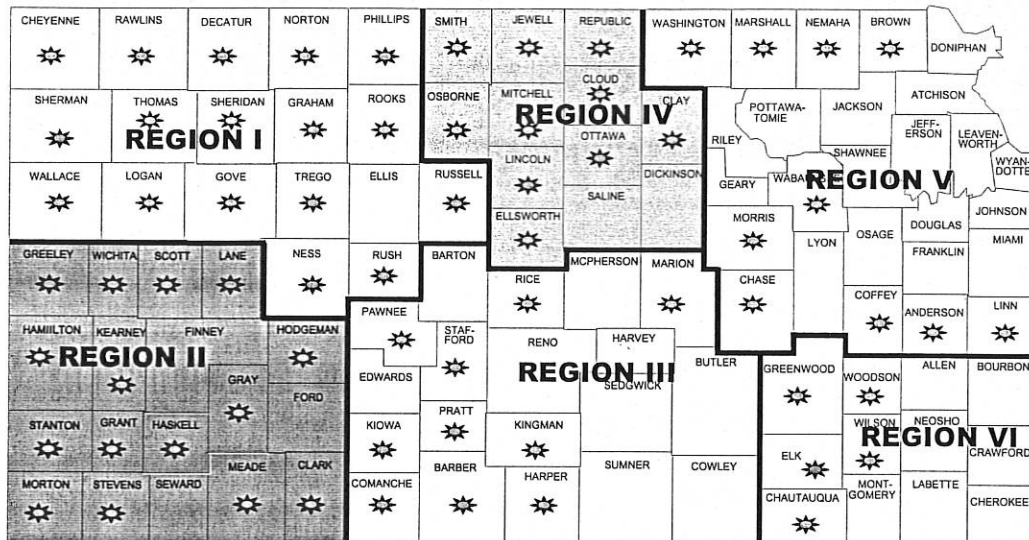 CHEYENNE RAWLINS DECATUR NORTON PHILLIPS SMITH JEWELL REPUBLIC WASHINGTON MARSHALL NEMAHA BROWN
DONIPHAN
SHERMAN THOMAS SHERIDAN GRAHAM ROOKS OSBORNE MITCHELL CLOUD CLAY
POTTAWA-
TOMIE
JACKSON
ATCHISON
REGION I
REGION IV
RILEY
JEFF-
ERSON
LEAVEN-
WORTH
WYAN-
DOTTE
OTTAWA
SHAWNEE
WALLACE LOGAN GOVE TREGO ELLIS RUSSELL LINCOLN DICKINSON
GEARY
REGION V
SALINE
ELLSWORTH
MORRIS
LYON
OSAGE
DOUGLAS
JOHNSON
FRANKLIN
MIAMI
GREELEY WICHITA SCOTT LANE NESS RUSH BARTON
MCPHERSON MARION
RICE
CHASE
COFFEY
ANDERSON
LINN
PAWNEE
STAF-
FORD
HAMIILTON KEARNEY FINNEY HODGEMAN
RENO
HARVEY
REGION II
REGION III
BUTLER
GREENWOOD
WOODSON
ALLEN
BOURBON
GRAY
EDWARDS
SEDGWICK
FORD
PRATT
STANTON GRANT HASKELL
KIOWA
KINGMAN
WILSON
NEOSHO
REGION VI
CRAWFORD
ELK
MEADE CLARK
BARBER
HARPER
SUMNER
COWLEY
MORTON STEVENS SEWARD
COMANCHE
MONT-
GOMERY
LABETTE
CHAUTAUQUA
CHEROKEE